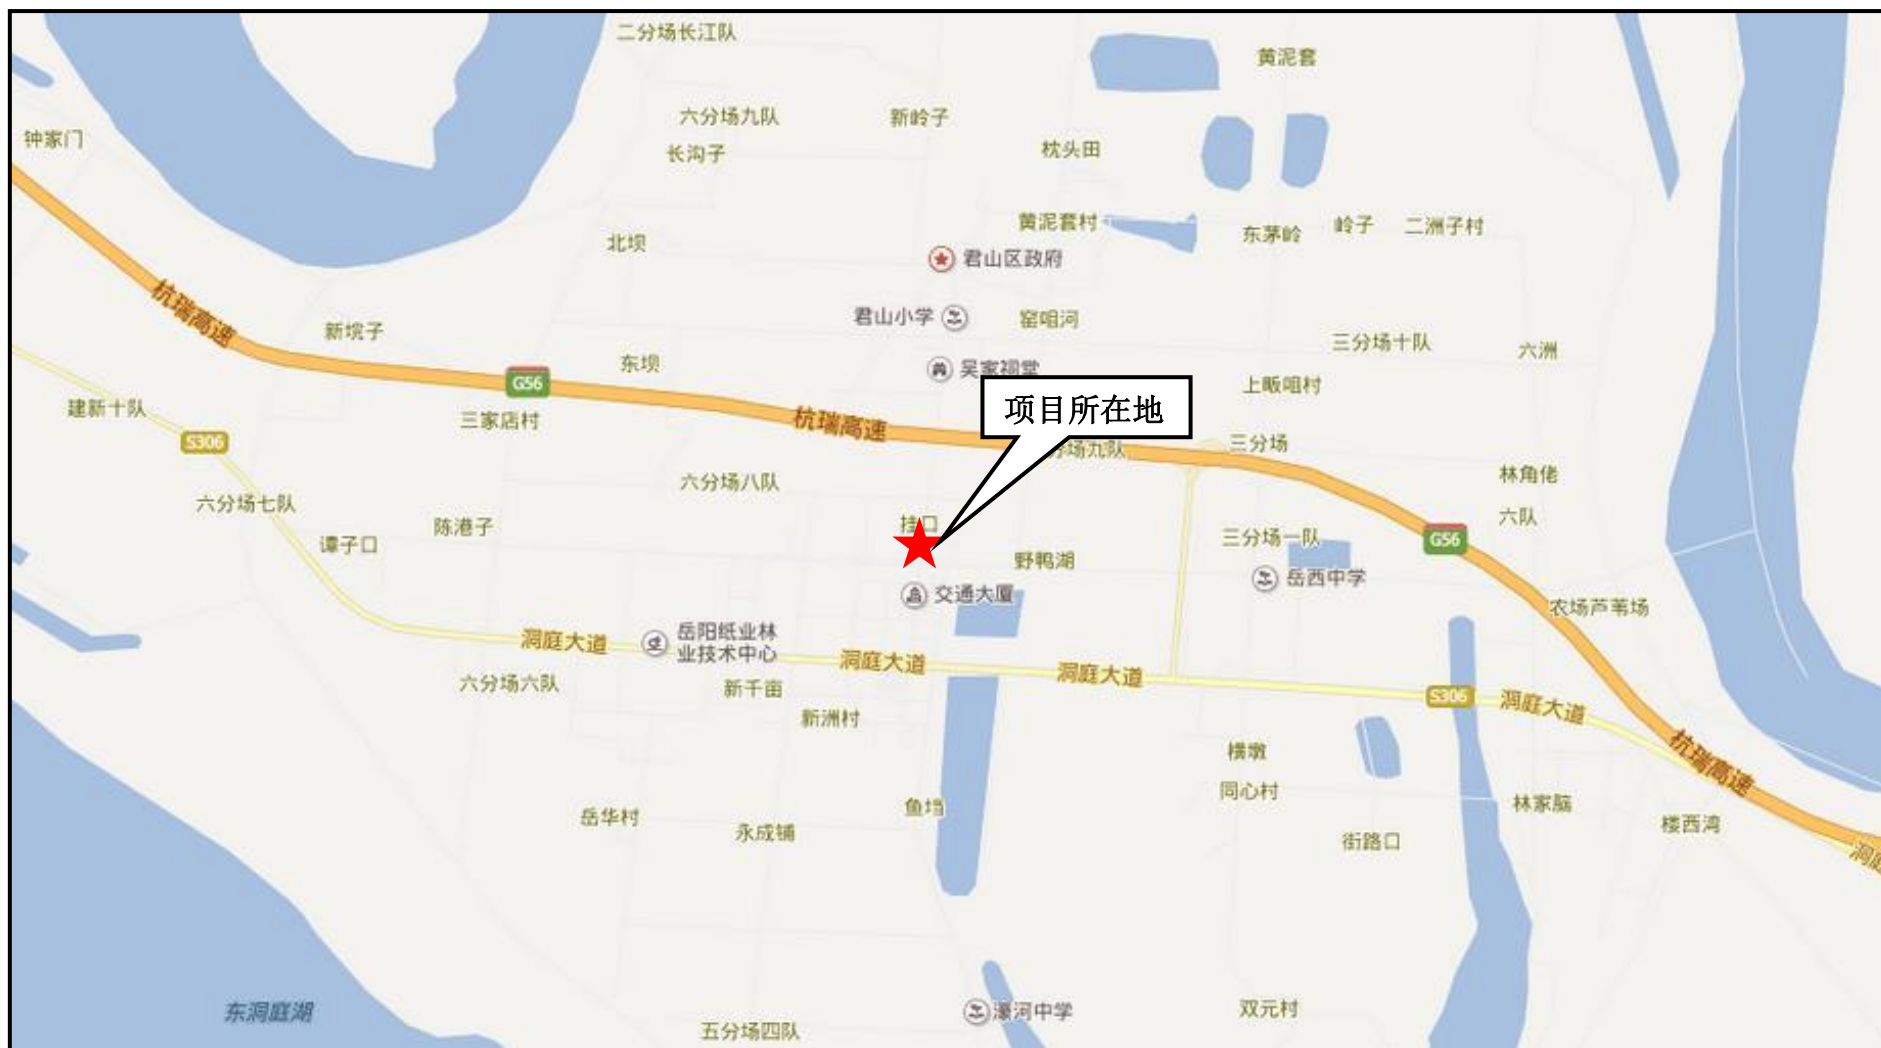 二分场长江队
黄泥套
六分场九队
新岭子
钟家门
长沟子
枕头田
黄泥套村
东茅岭
岭子
二洲子村
北坝
君山区政府
杭瑞高速
新垸子
君山小学
窑咀河
三分场十队
六洲
东坝
吴家祠堂
G56
上畈咀村
建新十队
三家店村
杭瑞高速
项目所在地
S306
分场九队
三分场
六分场八队
林角佬
六分场七队
陈港子
挂口
六队
谭子口
野鸭湖
三分场一队
G56
岳西中学
交通大厦
农场芦苇场
洞庭大道
岳阳纸业林
业技术中心
洞庭大道
洞庭大道
六分场六队
新千亩
S306
洞庭大道
新洲村
横墩
杭瑞高速
同心村
岳华村
永成铺
鱼垱
林家脑
楼西湾
街路口
洞庭
东洞庭湖
濠河中学
双元村
五分场四队